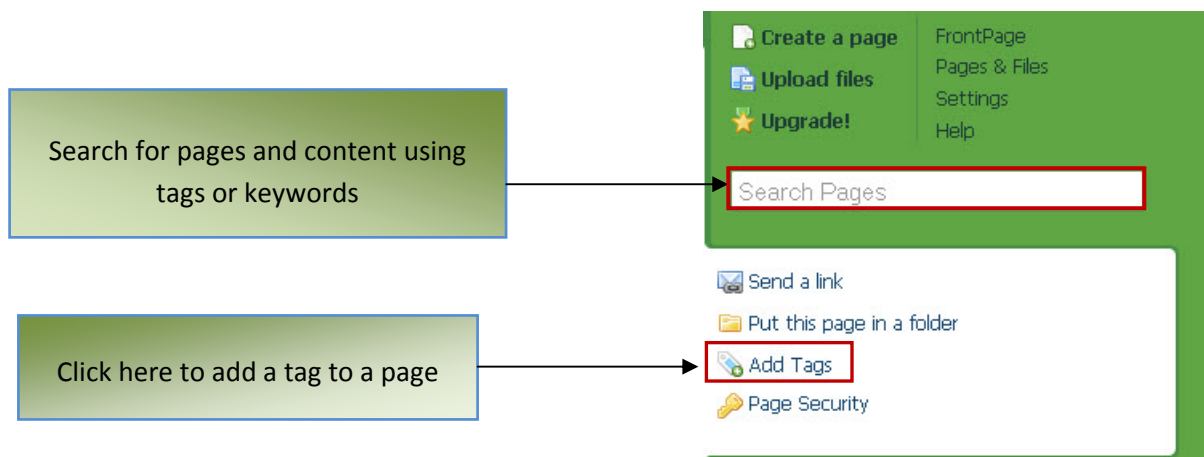 Create a page
Upload files
Upgrade!
FrontPage
Pages & Files
Settings
Help
Search for pages and content using
tags or keywords
Search Pages
Send a link
Put this page in a folder
Click here to add a tag to a page
Add Tags
Page Security